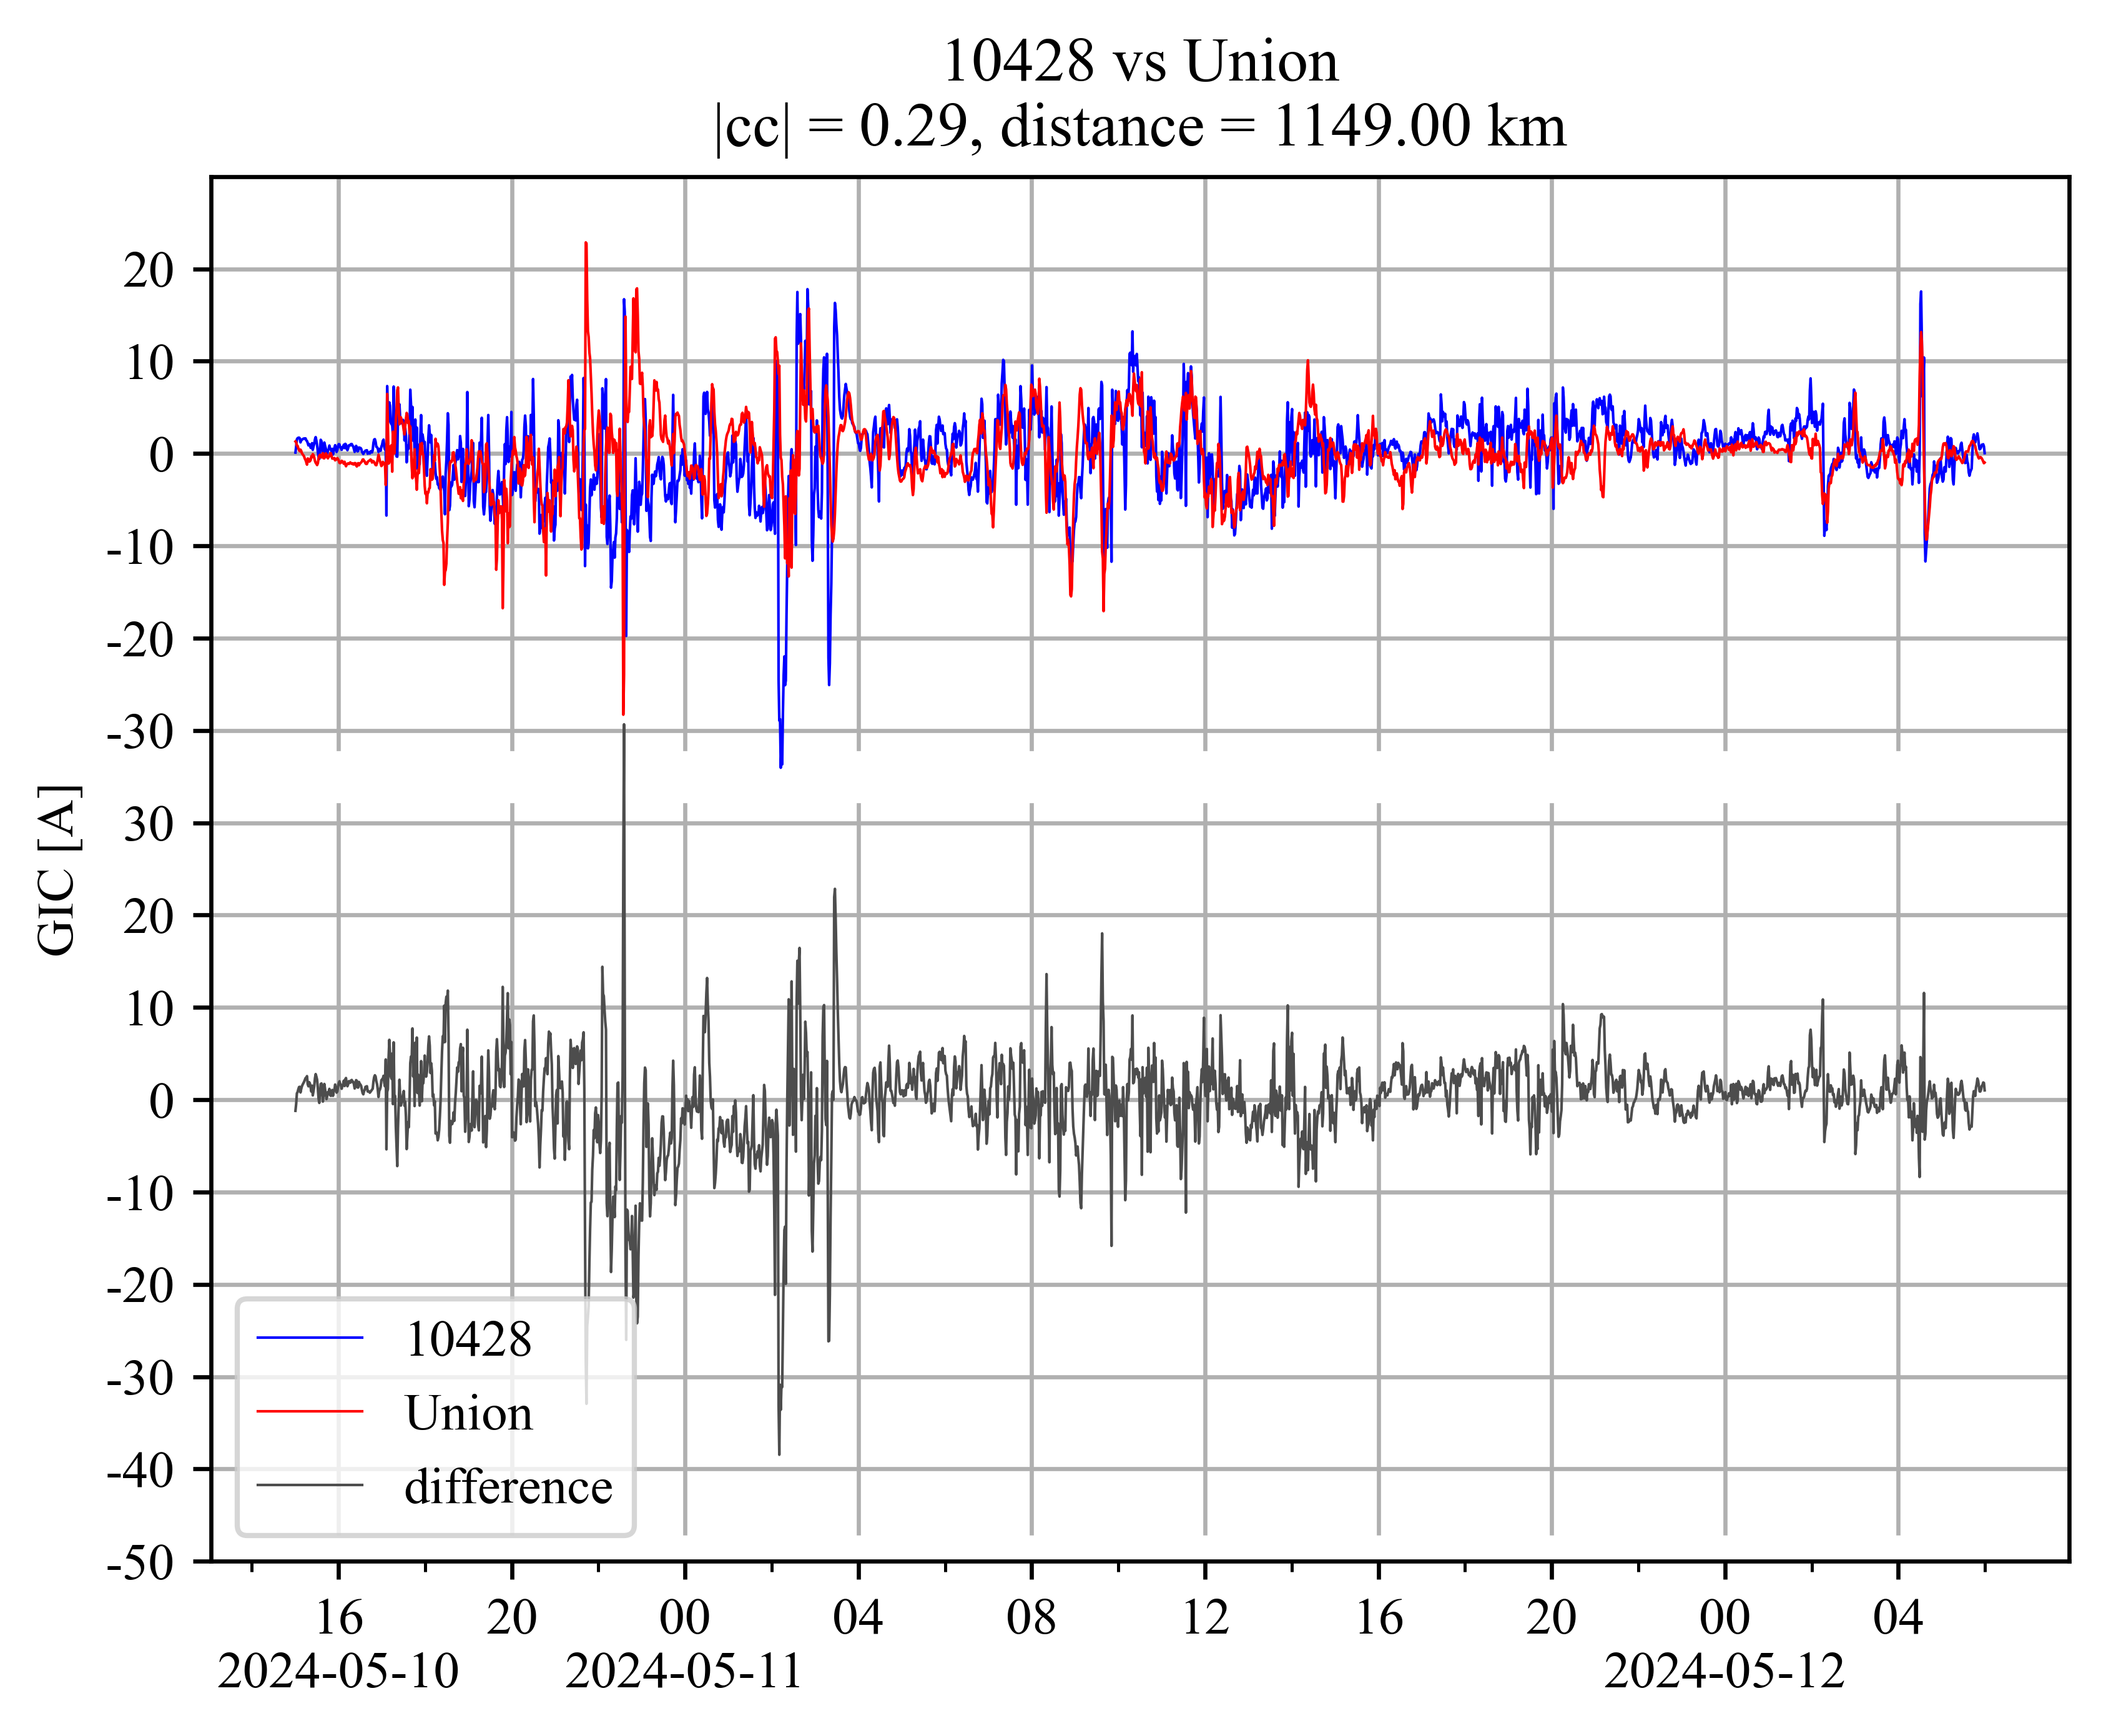 10428 vs Union
|cc| = 0.29, distance = 1149.00 km
20
10
0
-10
-20
-30
30
20
10
0
-10
-20
-30
-40
-50
GIC [A]
10428
Union
difference
16 20 00 04 08 12 16 20 00 04
2024-05-10 2024-05-11 2024-05-12